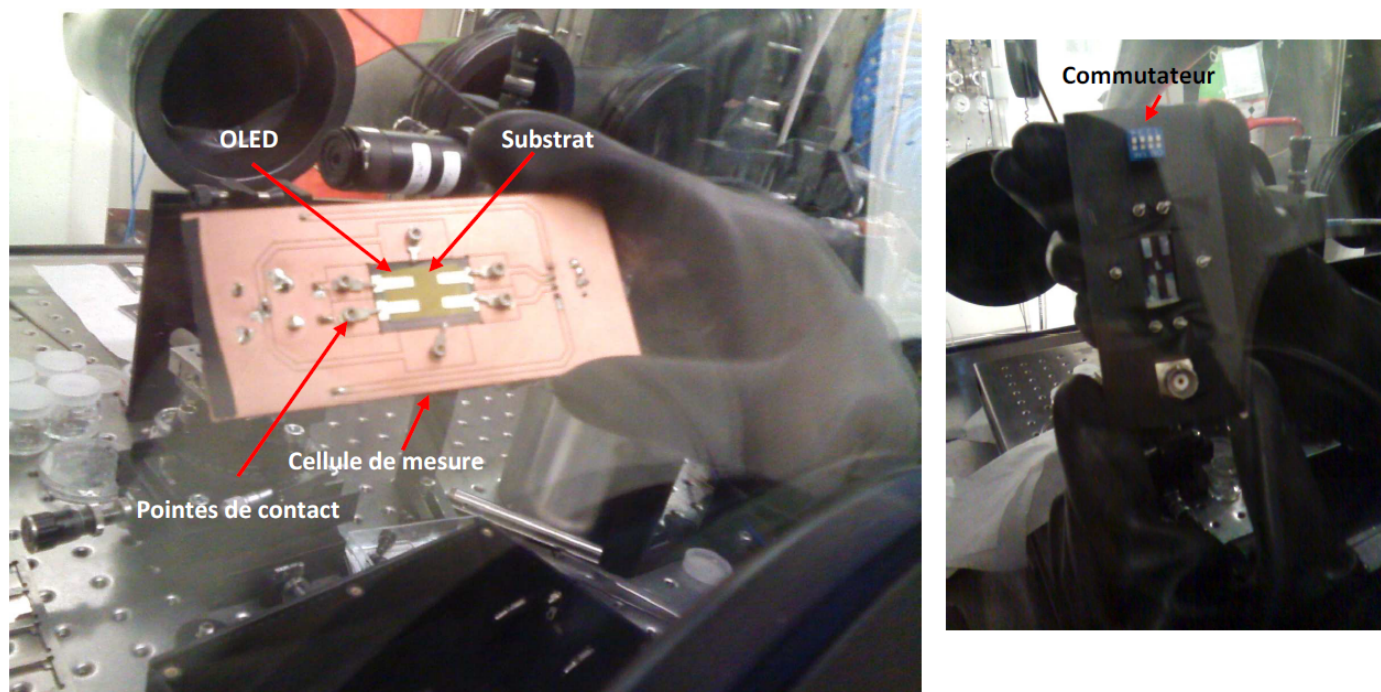 OLED
Substrat
Cellule de mesure
Pointes de contact
Commutateur